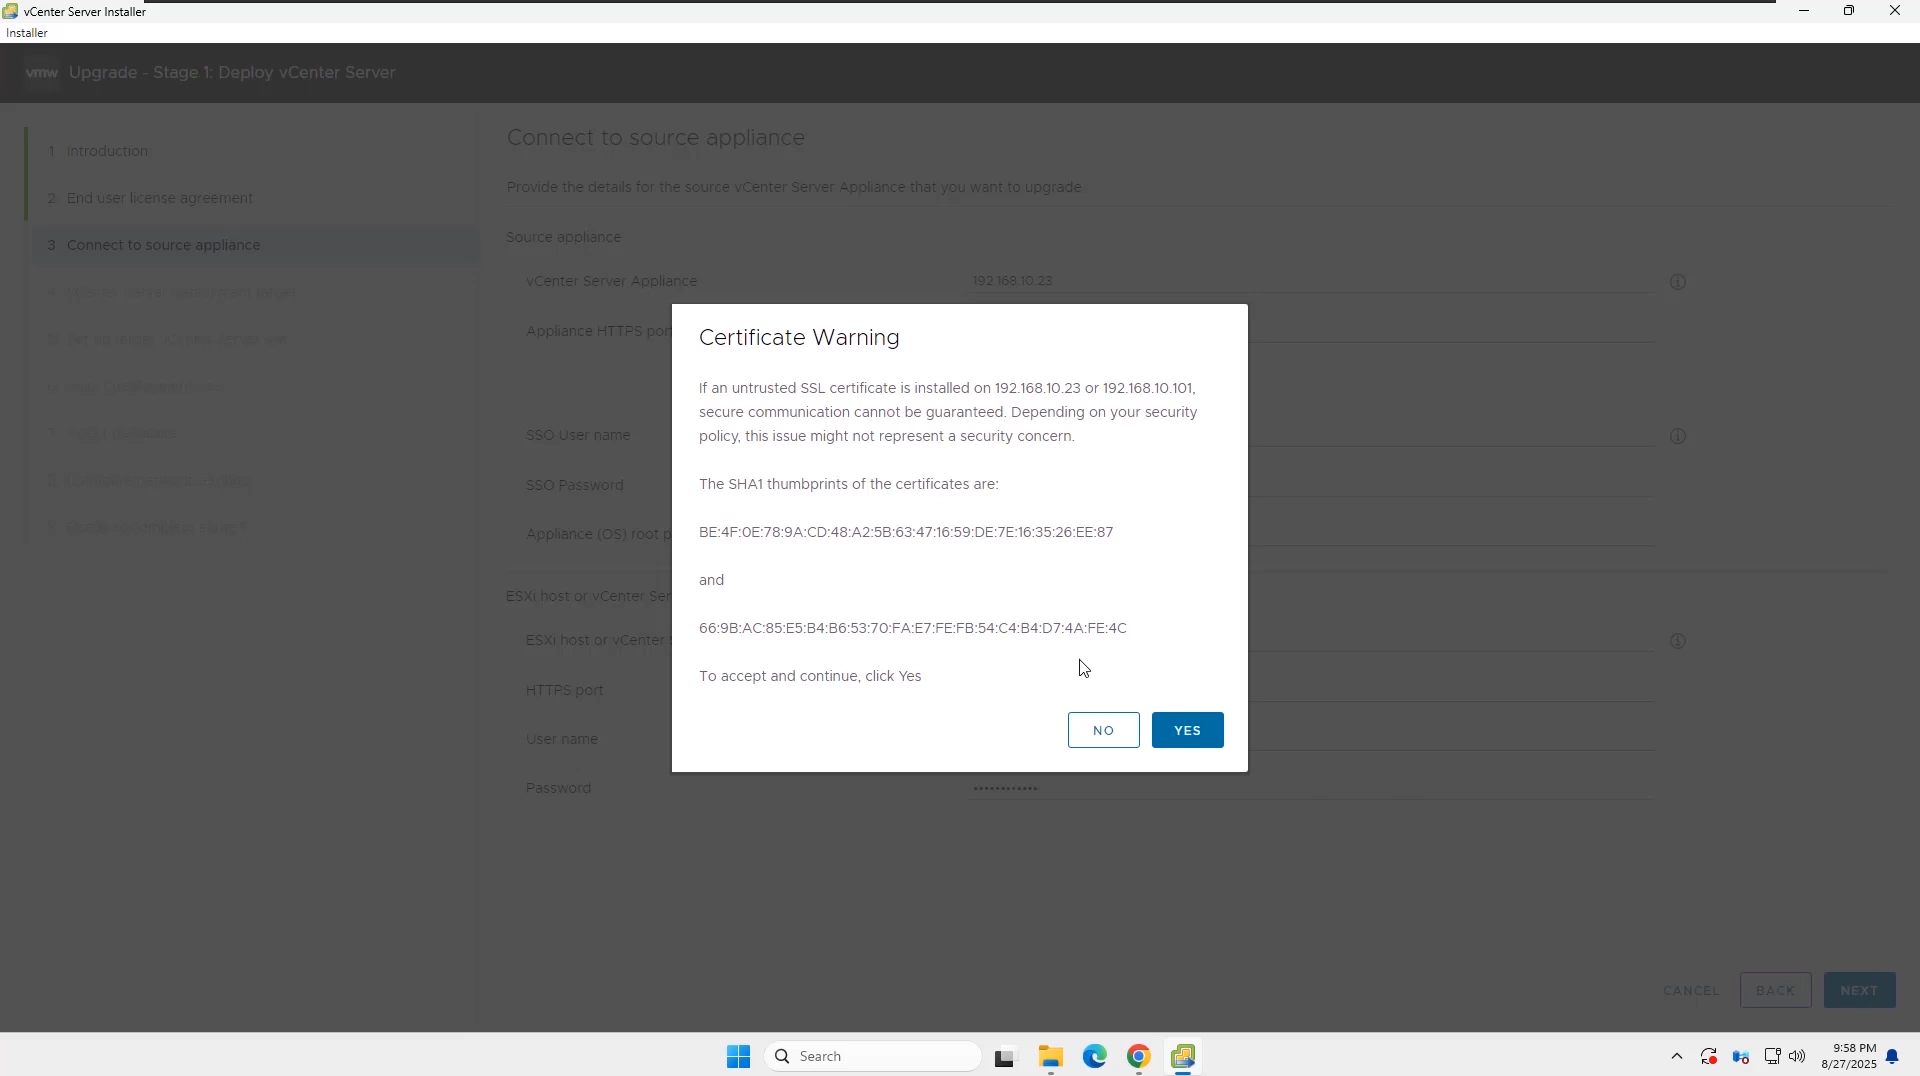 vCenter Server Installer
Installer
vmw Upgrade - Stage 1: Deploy vCenter Server
1 Introduction
2 End user license agreement
3 Connect to source appliance
Connect to source appliance
Provide the details for the source vCenter Server Appliance that you want to upgrade.
Source appliance
vCenter Server Appliance 192.168.10.23
Appliance HTTPS port
SSO User name
SSO Password
Appliance (OS) root p
ESXi host or vCenter Ser
ESXi host or vCenter S
HTTPS port
User name
Password ••••••••••••
Certificate Warning
If an untrusted SSL certificate is installed on 192.168.10.23 or 192.168.10.101,
secure communication cannot be guaranteed. Depending on your security
policy, this issue might not represent a security concern.
The SHA1 thumbprints of the certificates are:
BE:4F:0E:78:9A:CD:48:A2:5B:63:47:16:59:DE:7E:16:35:26:EE:87
and
66:9B:AC:85:E5:B4:B6:53:70:FA:E7:FE:FB:54:C4:B4:D7:4A:FE:4C
To accept and continue, click Yes
NO YES
CANCEL BACK NEXT
Search
9:58 PM
8/27/2025